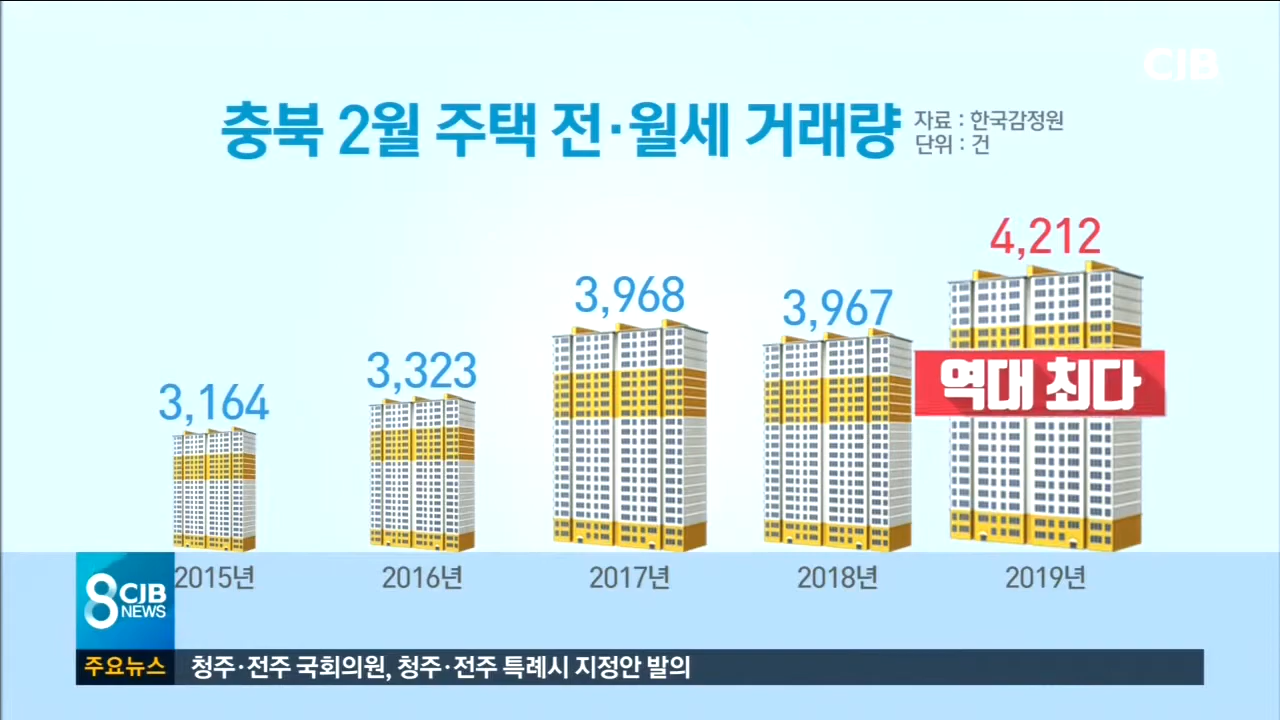 CJB
충북 2월 주택 전·월세 거래량
자료 : 한국감정원
단위 : 건
3,164
3,323
3,968
3,967
4,212
역대 최다
2015년
2016년
2017년
2018년
2019년
8 CJB
NEWS
주요뉴스
청주·전주 국회의원, 청주·전주 특례시 지정안 발의